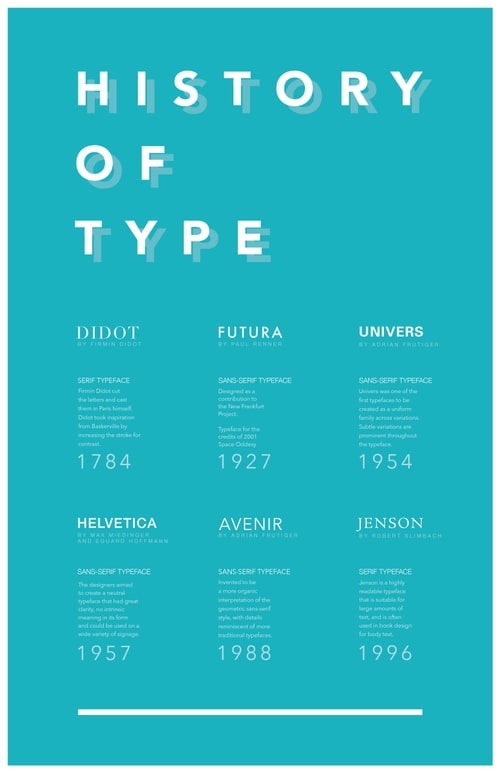 HISTORY
OF
TYPE
DIDOT
BY FIRMIN DIDOT
SERIF TYPEFACE
Firmin Didot cut
the letters and cast
them in Paris himself.
Didot took inspiration
from Baskerville by
increasing the stroke for
contrast.
1784
FUTURA
BY PAUL RENNER
SANS-SERIF TYPEFACE
Designed as a
contribution to
the New Frankfurt
Project.
Typeface for the
credits of 2001
Space Oddesy.
1927
UNIVERS
BY ADRIAN FRUTIGER
SANS-SERIF TYPEFACE
Univers was one of the
first typefaces to be
created as a uniform
family across variations.
Subtle variations are
prominent throughout
the typeface.
1954
HELVETICA
BY MAX MIEDINGER
AND EDUARD HOFFMANN
SANS-SERIF TYPEFACE
The designers aimed
to create a neutral
typeface that had great
clarity, no intrinsic
meaning in its form
and could be used on a
wide variety of signage.
1957
AVENIR
BY ADRIAN FRUTIGER
SANS-SERIF TYPEFACE
Invented to be
a more organic
interpretation of the
geometric sans-serif
style, with details
reminiscent of more
traditional typefaces.
1988
JENSON
BY ROBERT SLIMBACH
SERIF TYPEFACE
Jenson is a highly
readable typeface
that is suitable for
large amounts of
text, and is often
used in book design
for body text.
1996